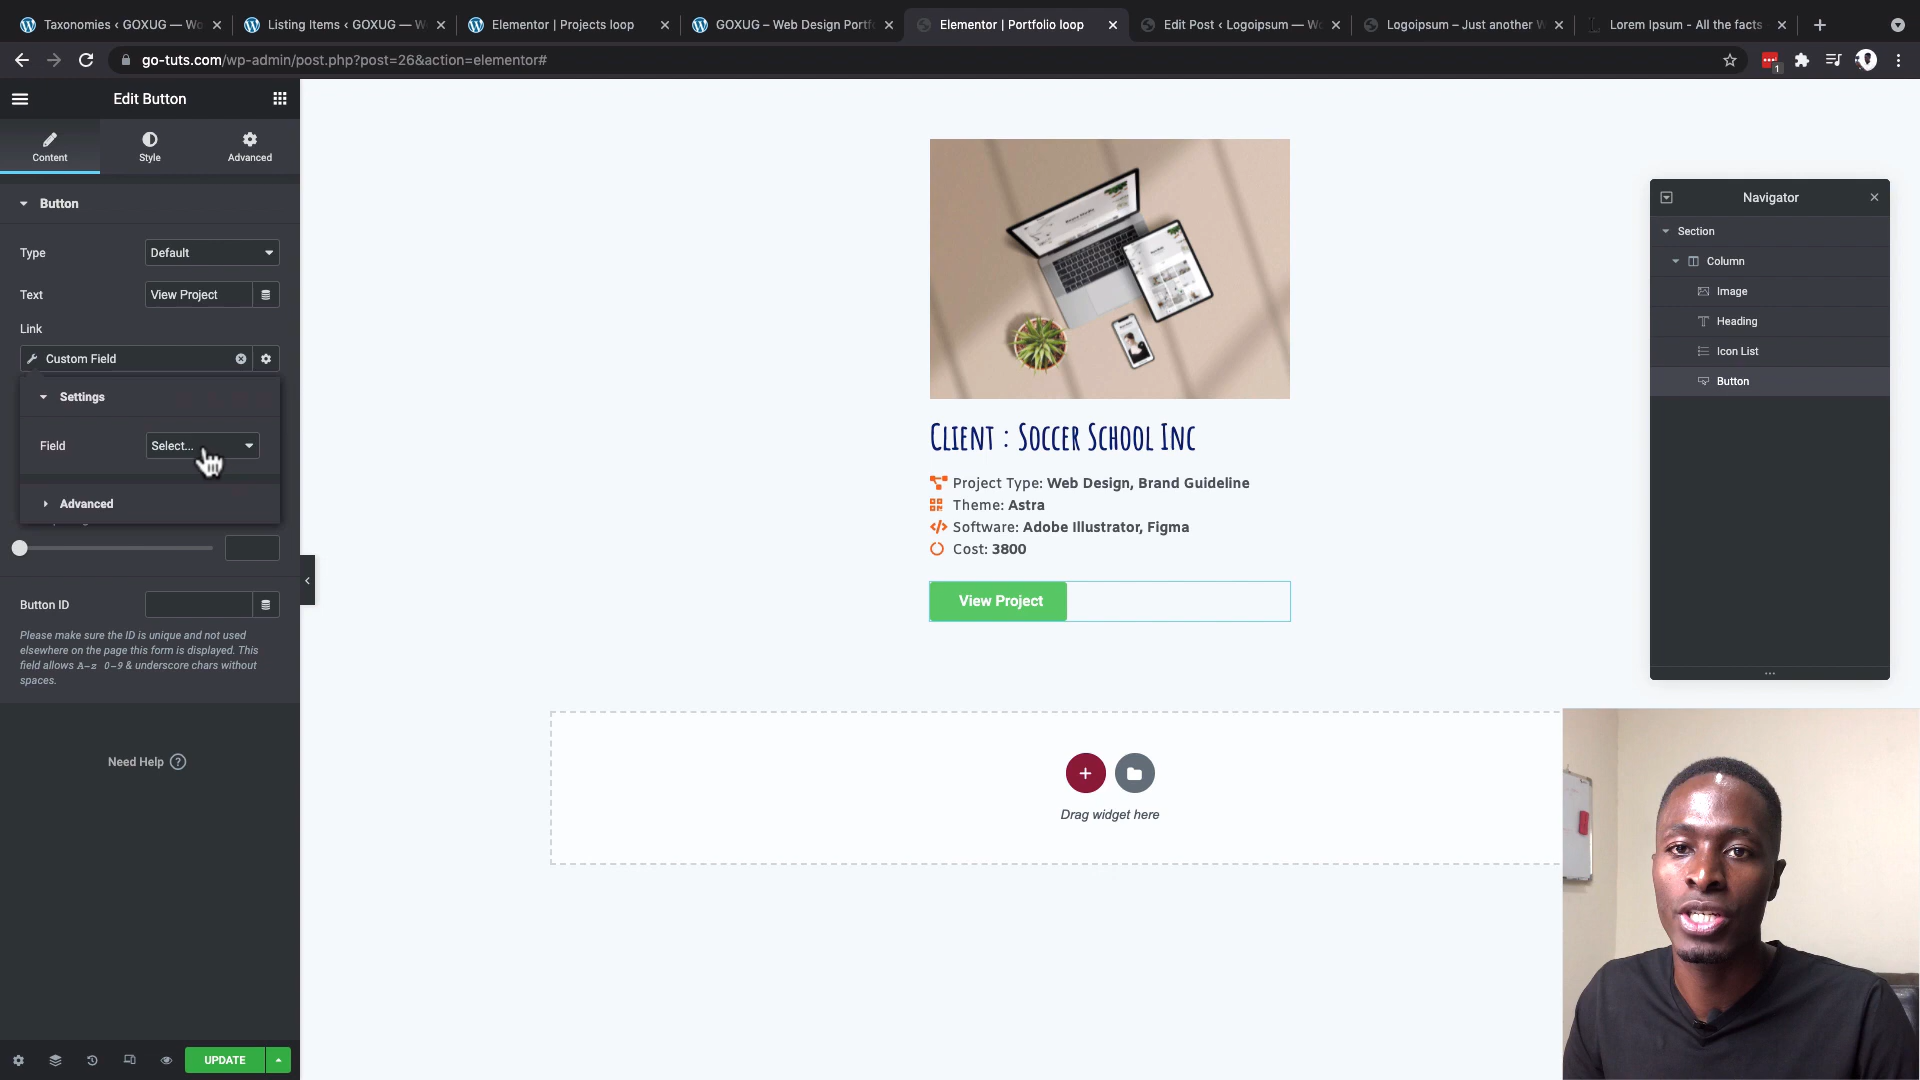 Taxonomies ‹ GOXUG — Wo
Listing Items ‹ GOXUG — W
Elementor | Projects loop
GOXUG – Web Design Portf
Elementor | Portfolio loop
Edit Post ‹ Logoipsum — Wo
Logoipsum – Just another W
Lorem Ipsum - All the facts
go-tuts.com/wp-admin/post.php?post=26&action=elementor#
1
Edit Button
Content
Style
Advanced
Button
Type
Default
Text
View Project
Link
Custom Field
Settings
Field
Select...
Advanced
Button ID
Please make sure the ID is unique and not used
elsewhere on the page this form is displayed. This
field allows A-z 0-9 & underscore chars without
spaces.
Need Help ?
UPDATE
Client : Soccer School Inc
Project Type: Web Design, Brand Guideline
Theme: Astra
Software: Adobe Illustrator, Figma
Cost: 3800
View Project
Drag widget here
Navigator
Section
Column
Image
Heading
Icon List
Button